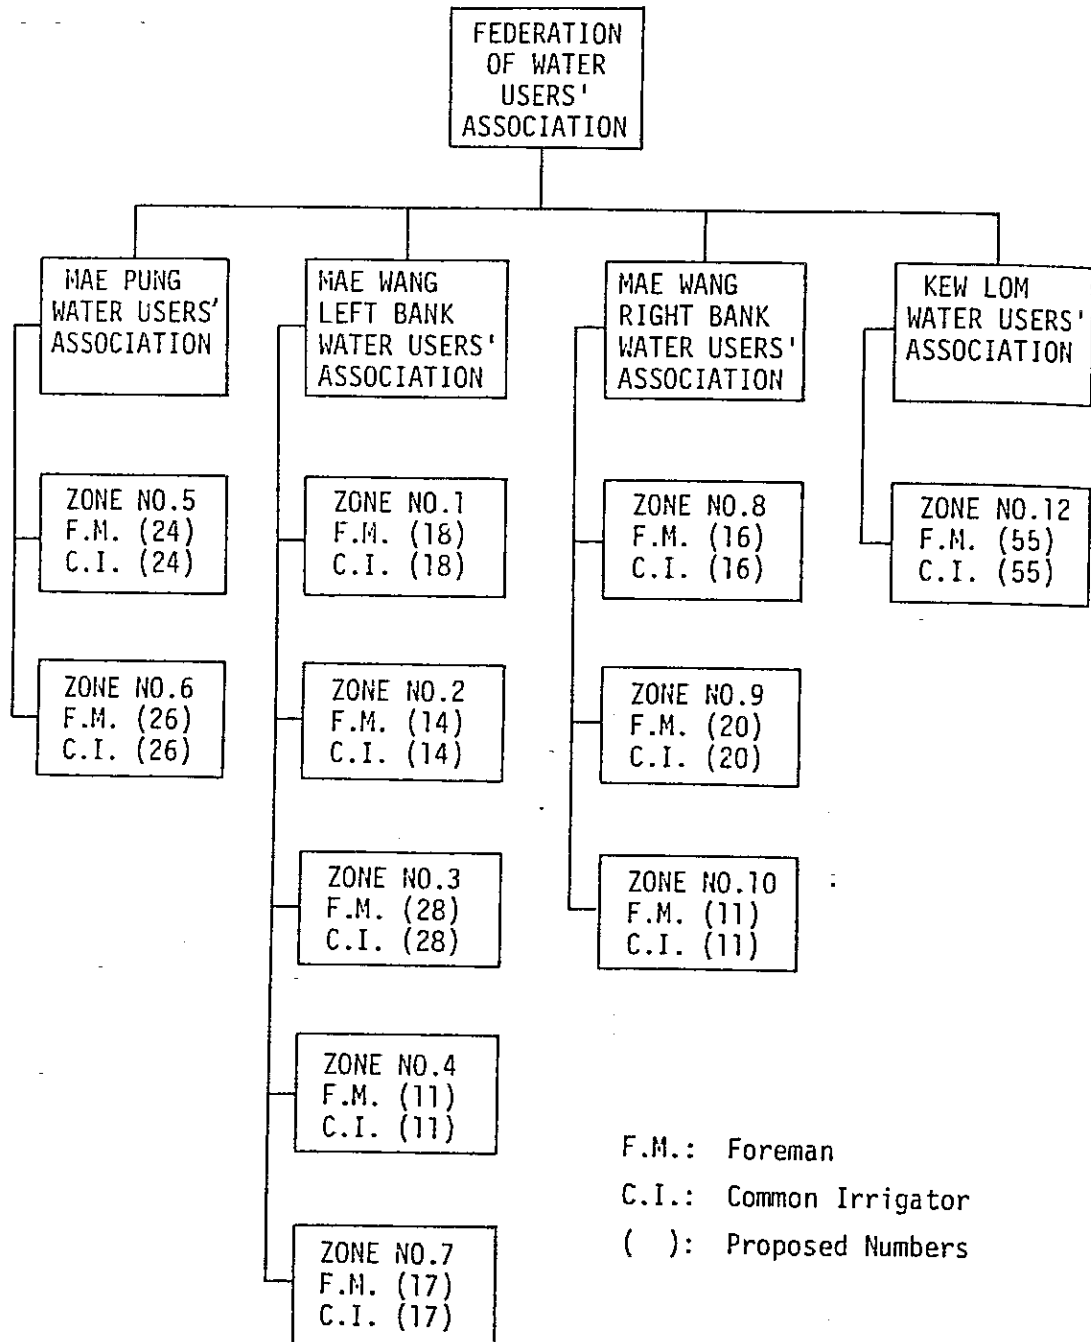 FEDERATION
OF WATER
USERS'
ASSOCIATION
MAE PUNG
WATER USERS'
ASSOCIATION
MAE WANG
LEFT BANK
WATER USERS'
ASSOCIATION
MAE WANG
RIGHT BANK
WATER USERS'
ASSOCIATION
KEW LOM
WATER USERS'
ASSOCIATION
ZONE NO.5
F.M. (24)
C.I. (24)
ZONE NO.1
F.M. (18)
C.I. (18)
ZONE NO.8
F.M. (16)
C.I. (16)
ZONE NO.12
F.M. (55)
C.I. (55)
ZONE NO.6
F.M. (26)
C.I. (26)
ZONE NO.2
F.M. (14)
C.I. (14)
ZONE NO.9
F.M. (20)
C.I. (20)
ZONE NO.3
F.M. (28)
C.I. (28)
ZONE NO.10
F.M. (11)
C.I. (11)
ZONE NO.4
F.M. (11)
C.I. (11)
ZONE NO.7
F.M. (17)
C.I. (17)
F.M.: Foreman
C.I.: Common Irrigator
( ): Proposed Numbers